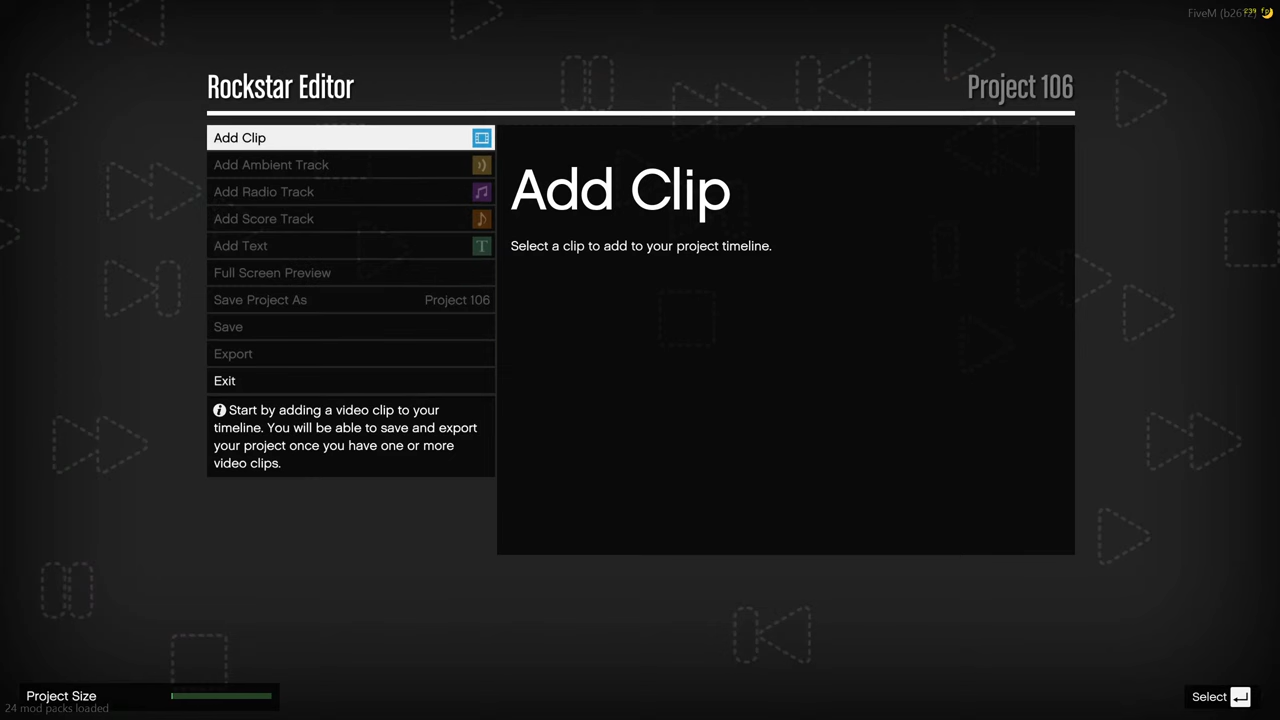 FiveM (b2612)
Rockstar Editor
Project 106
Add Clip
Add Ambient Track
Add Radio Track
Add Score Track
Add Text
T
Full Screen Preview
Save Project As Project 106
Save
Export
Exit
Start by adding a video clip to your
timeline. You will be able to save and export
your project once you have one or more
video clips.
Add Clip
Select a clip to add to your project timeline.
Project Size
24 mod packs loaded
Select